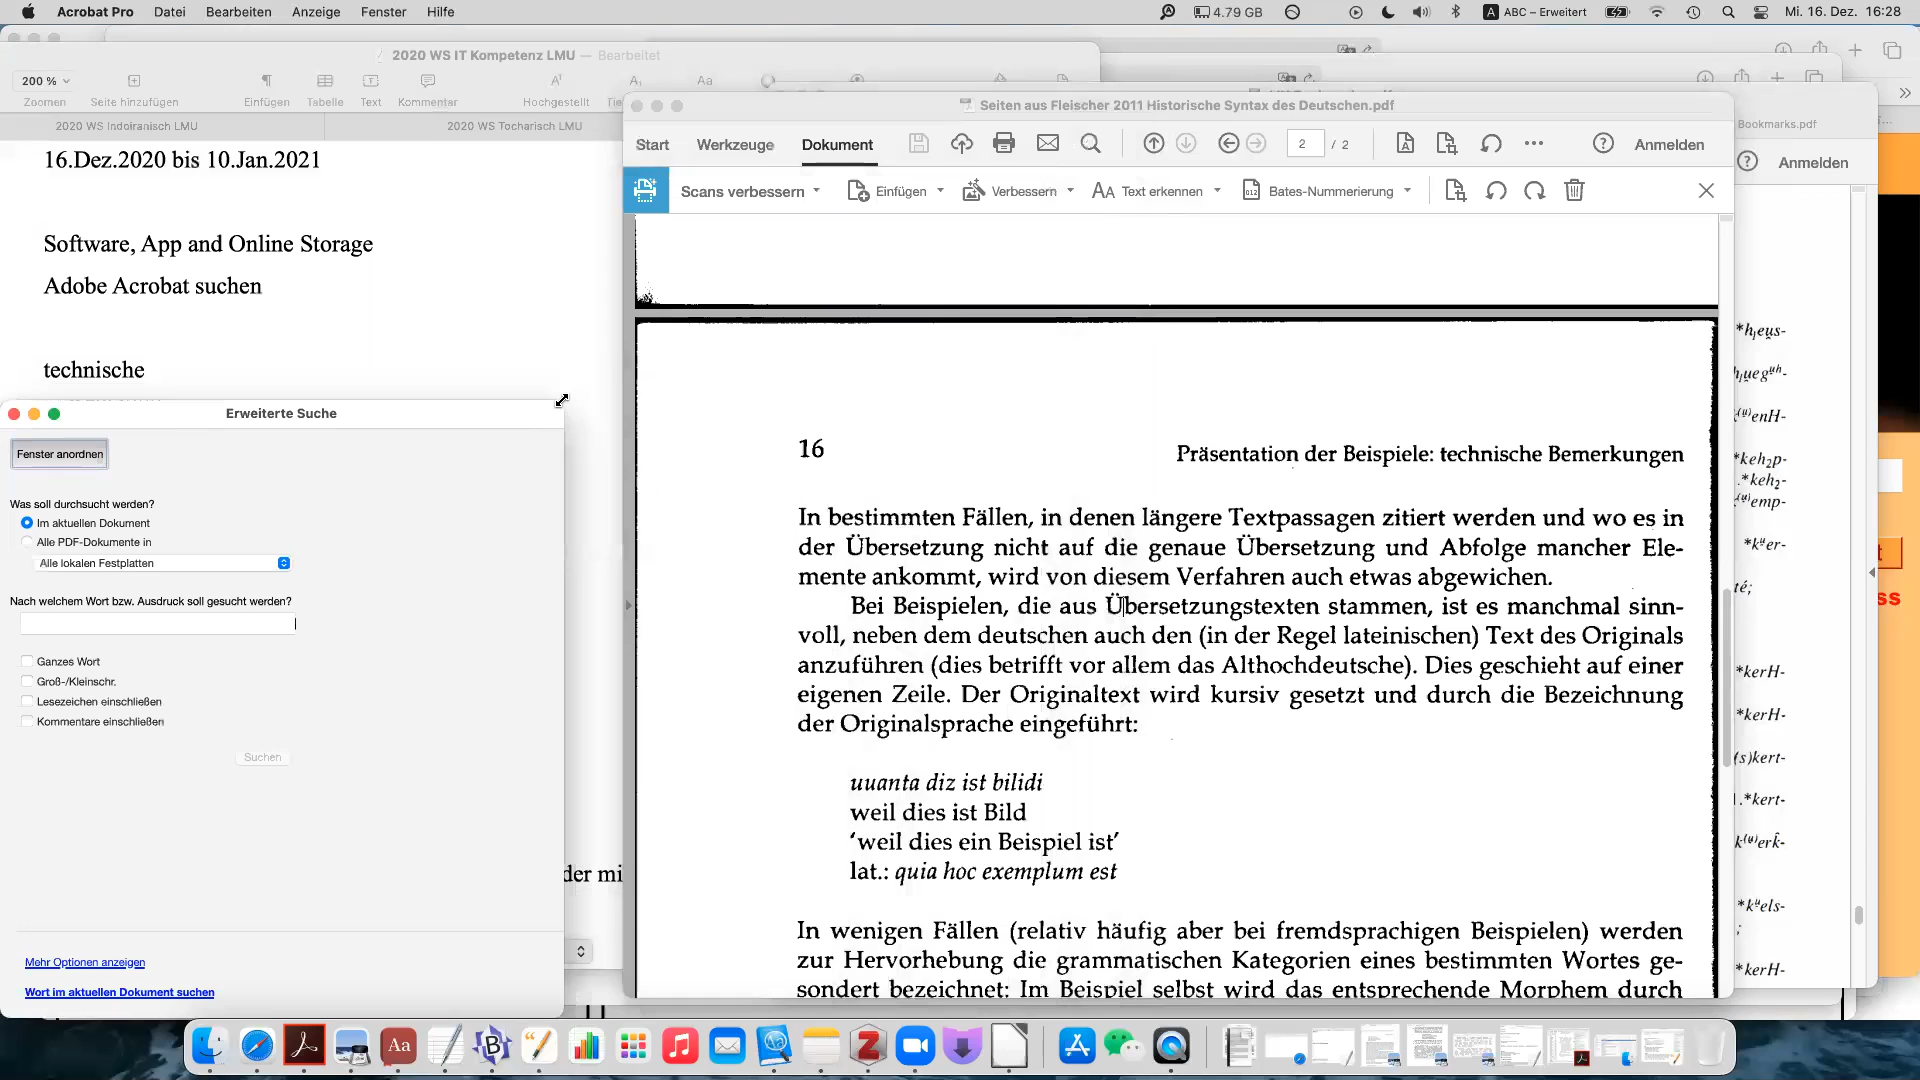 Acrobat Pro Datei Bearbeiten Anzeige Fenster Hilfe
4.79 GB
A ABC – Erweitert
Mi. 16. Dez. 16:28
2020 WS IT Kompetenz LMU — Bearbeitet
200 %
Zoomen Seite hinzufügen Einfügen Tabelle Text Kommentar Hochgestellt
2020 WS Indoiranisch LMU
2020 WS Tocharisch LMU
16.Dez.2020 bis 10.Jan.2021
Software, App and Online Storage
Adobe Acrobat suchen
technische
Erweiterte Suche
Fenster anordnen
Was soll durchsucht werden?
Im aktuellen Dokument
Alle PDF-Dokumente in
Alle lokalen Festplatten
Nach welchem Wort bzw. Ausdruck soll gesucht werden?
Ganzes Wort
Groß-/Kleinschr.
Lesezeichen einschließen
Kommentare einschließen
Suchen
Mehr Optionen anzeigen
Wort im aktuellen Dokument suchen
der mi
Seiten aus Fleischer 2011 Historische Syntax des Deutschen.pdf
Start Werkzeuge Dokument
2 / 2
Anmelden
Scans verbessern
Einfügen
Verbessern
Text erkennen
Bates-Nummerierung
16
Präsentation der Beispiele: technische Bemerkungen
In bestimmten Fällen, in denen längere Textpassagen zitiert werden und wo es in
der Übersetzung nicht auf die genaue Übersetzung und Abfolge mancher Ele-
mente ankommt, wird von diesem Verfahren auch etwas abgewichen.
Bei Beispielen, die aus Übersetzungstexten stammen, ist es manchmal sinn-
voll, neben dem deutschen auch den (in der Regel lateinischen) Text des Originals
anzuführen (dies betrifft vor allem das Althochdeutsche). Dies geschieht auf einer
eigenen Zeile. Der Originaltext wird kursiv gesetzt und durch die Bezeichnung
der Originalsprache eingeführt:
uuanta diz ist bilidi
weil dies ist Bild
‘weil dies ein Beispiel ist’
lat.: quia hoc exemplum est
In wenigen Fällen (relativ häufig aber bei fremdsprachigen Beispielen) werden
zur Hervorhebung die grammatischen Kategorien eines bestimmten Wortes ge-
sondert bezeichnet: Im Beispiel selbst wird das entsprechende Morphem durch
Bookmarks.pdf
Anmelden
*h₁eu̯s-
*keh₂p-
.*keh₂-
*kᵘ̯er-
té;
*kerH-
*kerH-
(s)kert-
1.*kert-
*kᵘ̯els-
;
*kerH-
ss